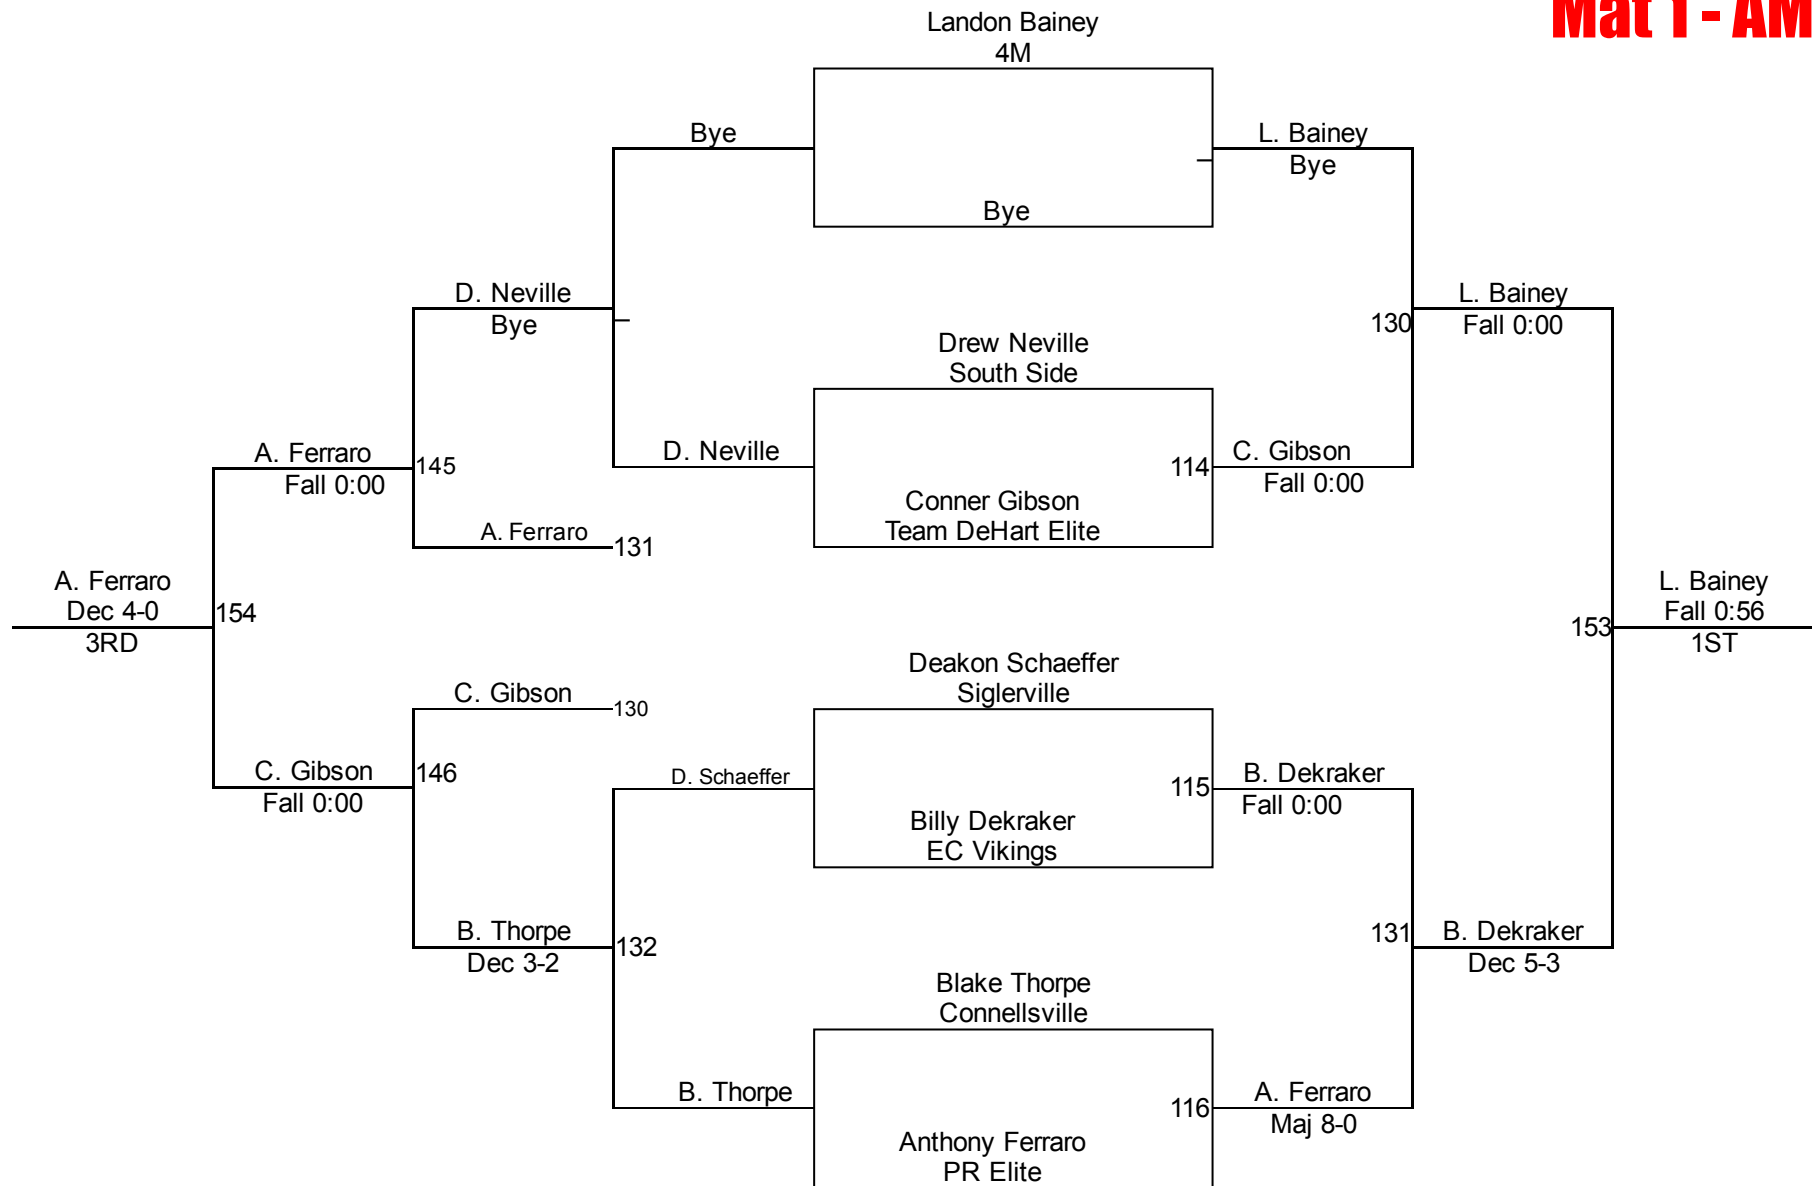 Mat 1 - AM
Landon Bainey
4M
Bye
L. Bainey
Bye
Bye
D. Neville
Bye
L. Bainey
Fall 0:00
130
Drew Neville
South Side
A. Ferraro
Fall 0:00
145
D. Neville
114
C. Gibson
Fall 0:00
Conner Gibson
Team DeHart Elite
A. Ferraro
131
A. Ferraro
Dec 4-0
3RD
154
L. Bainey
Fall 0:56
1ST
153
Deakon Schaeffer
Siglerville
C. Gibson
130
C. Gibson
Fall 0:00
146
D. Schaeffer
115
B. Dekraker
Fall 0:00
Billy Dekraker
EC Vikings
B. Thorpe
Dec 3-2
132
131
B. Dekraker
Dec 5-3
Blake Thorpe
Connellsville
B. Thorpe
116
A. Ferraro
Maj 8-0
Anthony Ferraro
PR Elite